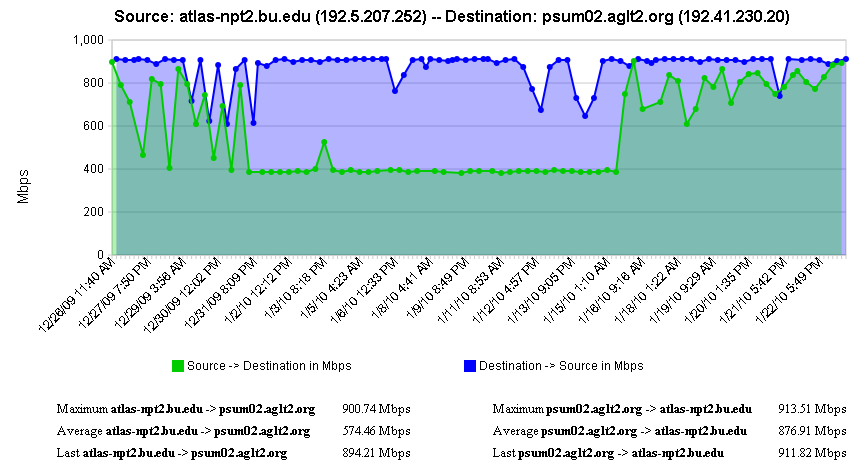 Source: atlas-npt2.bu.edu (192.5.207.252) -- Destination: psum02.aglt2.org (192.41.230.20)
1,000
800
600
400
200
0
Mbps
12/26/09 11:40 AM
12/27/09 7:50 PM
12/29/09 3:56 AM
12/30/09 12:02 PM
12/31/09 8:09 PM
1/2/10 12:12 PM
1/3/10 8:18 PM
1/5/10 4:23 AM
1/6/10 12:33 PM
1/8/10 4:41 AM
1/9/10 8:49 PM
1/11/10 8:53 AM
1/12/10 4:57 PM
1/13/10 9:05 PM
1/15/10 1:10 AM
1/16/10 9:16 AM
1/18/10 1:22 AM
1/19/10 9:29 AM
1/20/10 1:35 PM
1/21/10 5:42 PM
1/22/10 5:49 PM
Source -> Destination in Mbps
Destination -> Source in Mbps
Maximum atlas-npt2.bu.edu -> psum02.aglt2.org 900.74 Mbps
Maximum psum02.aglt2.org -> atlas-npt2.bu.edu 913.51 Mbps
Average atlas-npt2.bu.edu -> psum02.aglt2.org 574.46 Mbps
Average psum02.aglt2.org -> atlas-npt2.bu.edu 876.91 Mbps
Last atlas-npt2.bu.edu -> psum02.aglt2.org 894.21 Mbps
Last psum02.aglt2.org -> atlas-npt2.bu.edu 911.82 Mbps